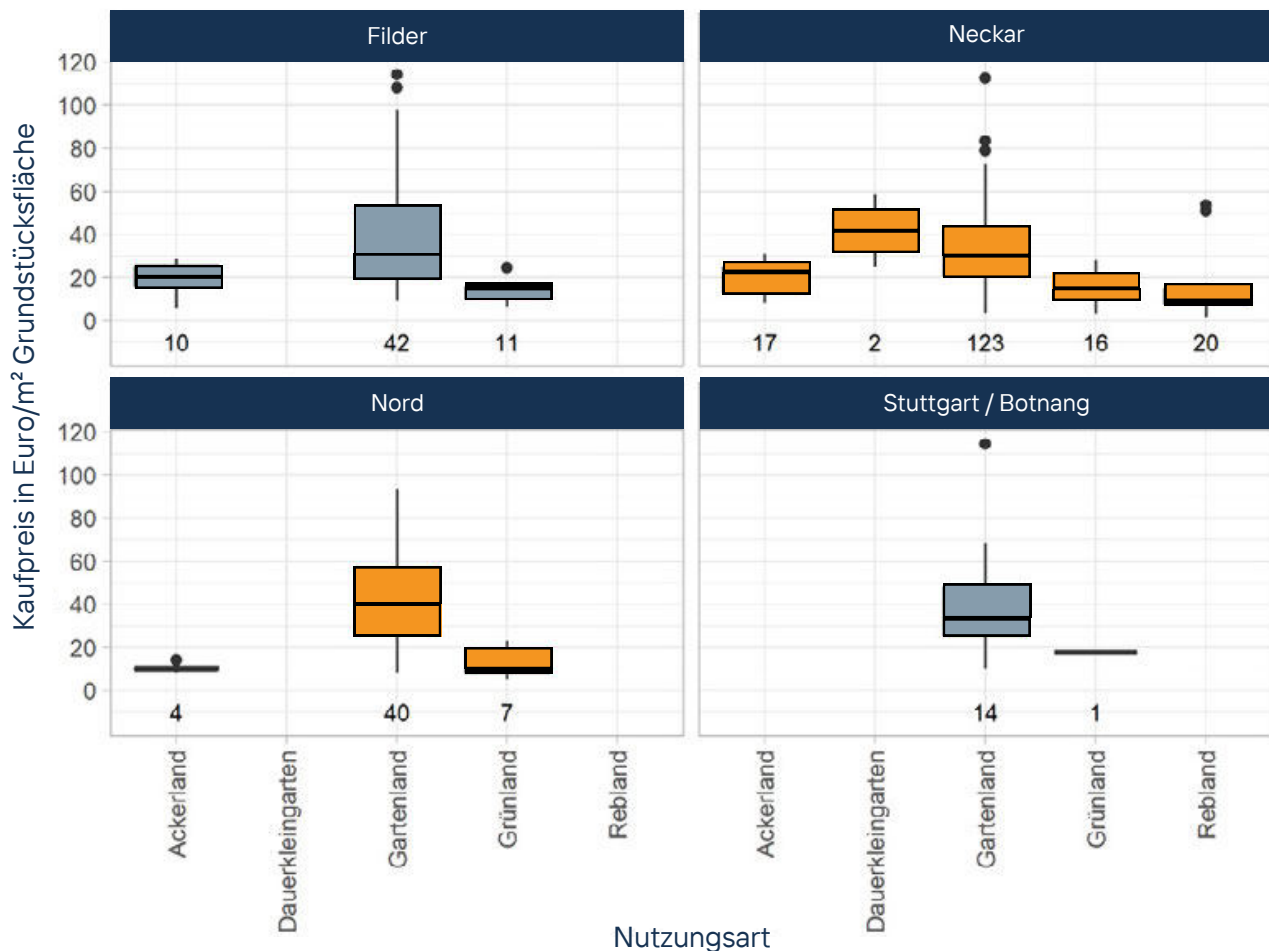 Filder
Neckar
Kaufpreis in Euro/m² Grundstücksfläche
120
100
80
60
40
20
0
10
42
11
17
2
123
16
20
Nord
Stuttgart / Botnang
120
100
80
60
40
20
0
4
40
7
14
1
Ackerland
Dauerkleingarten
Gartenland
Grünland
Rebland
Ackerland
Dauerkleingarten
Gartenland
Grünland
Rebland
Nutzungsart